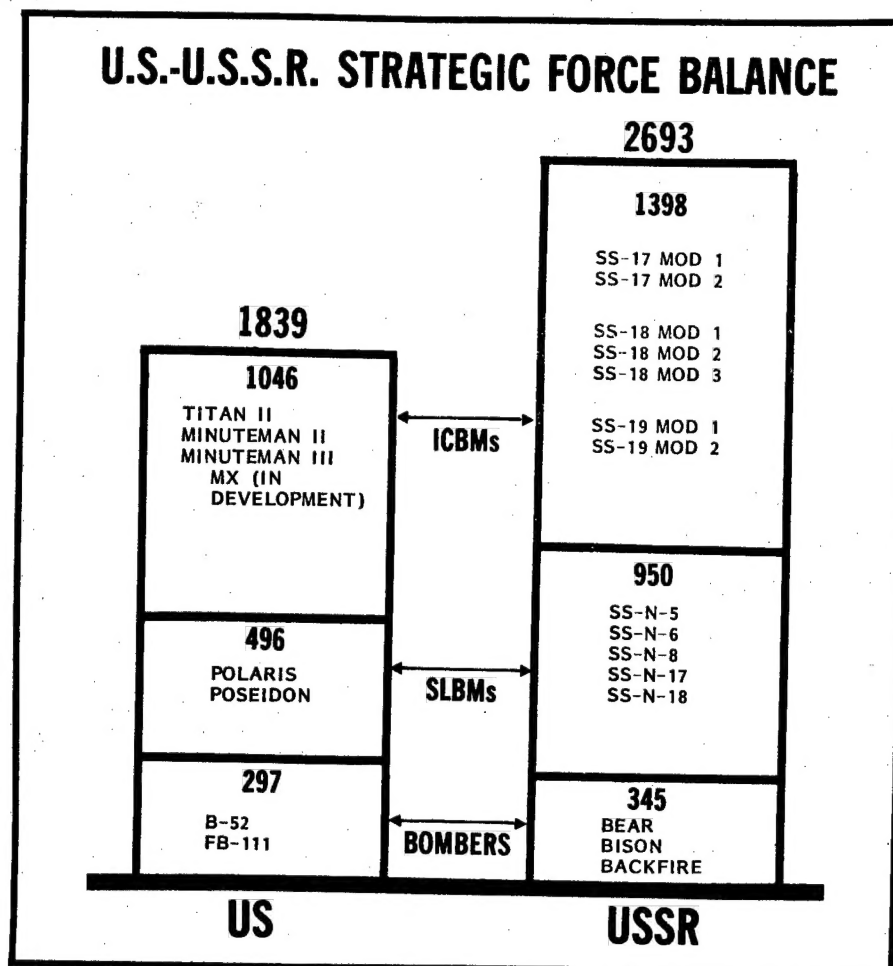 U.S.-U.S.S.R. STRATEGIC FORCE BALANCE
2693
1398
SS-17 MOD 1
SS-17 MOD 2
SS-18 MOD 1
SS-18 MOD 2
SS-18 MOD 3
SS-19 MOD 1
SS-19 MOD 2
1839
1046
TITAN II
MINUTEMAN II
MINUTEMAN III
MX (IN
DEVELOPMENT)
ICBMs
950
SS-N-5
SS-N-6
SS-N-8
SS-N-17
SS-N-18
496
POLARIS
POSEIDON
SLBMs
297
B-52
FB-111
BOMBERS
345
BEAR
BISON
BACKFIRE
US
USSR